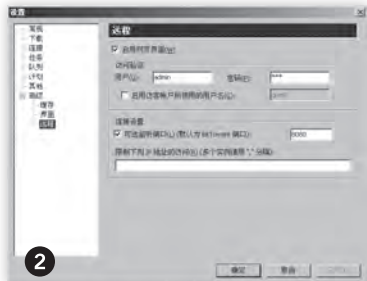 设置
常规
下载
连接
任务
队列
计划
其他
高级
缓存
界面
远程
远程
启用网页界面(W)
访问验证
用户(U): admin
密码(P): ****
启用访客帐户所使用的用户名(G): guest
连接设置
可选监听端口(L) (默认为 BitTorrent 端口): 8080
限制下列 IP 地址的访问(R) (多个实例请用 "," 分隔):
确定
取消
2